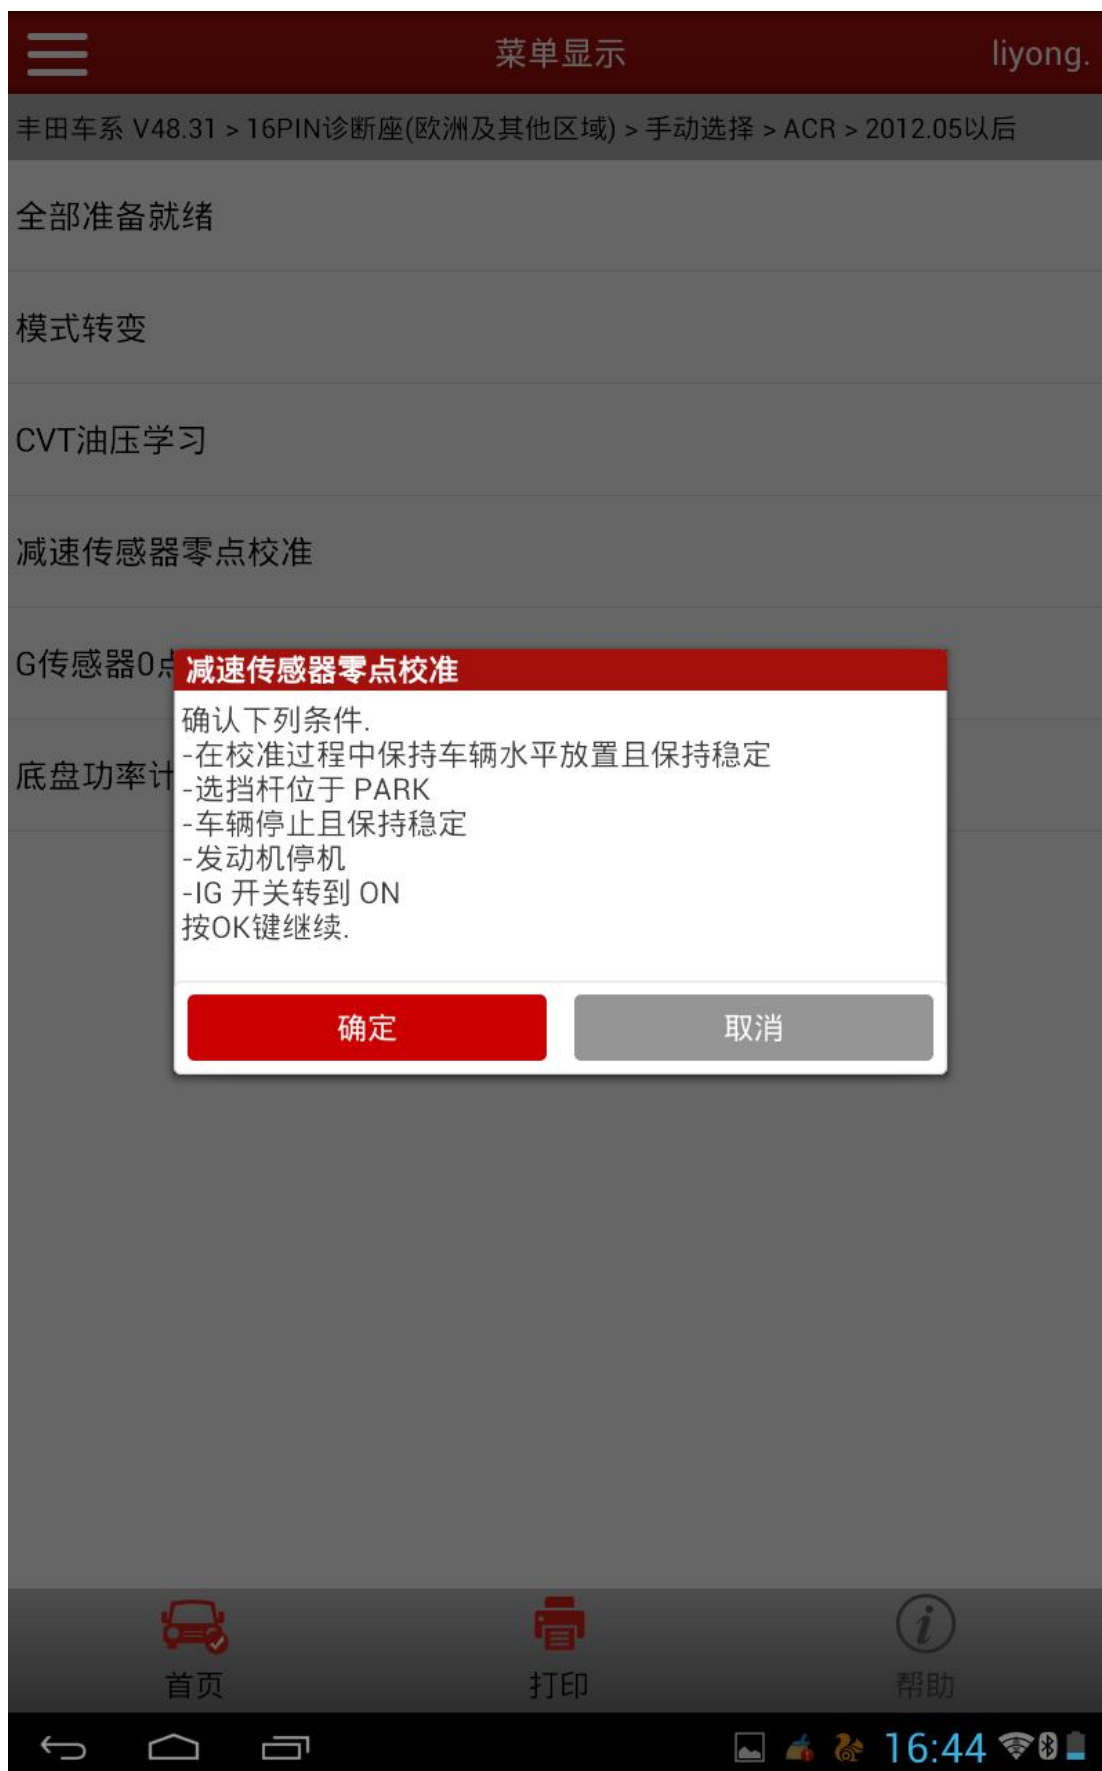 菜单显示
liyong.
丰田车系 V48.31 > 16PIN诊断座(欧洲及其他区域) > 手动选择 > ACR > 2012.05以后
全部准备就绪
模式转变
CVT油压学习
减速传感器零点校准
G传感器0点
底盘功率计
减速传感器零点校准
确认下列条件.
-在校准过程中保持车辆水平放置且保持稳定
-选挡杆位于 PARK
-车辆停止且保持稳定
-发动机停机
-IG 开关转到 ON
按OK键继续.
确定
取消
首页
打印
帮助
16:44